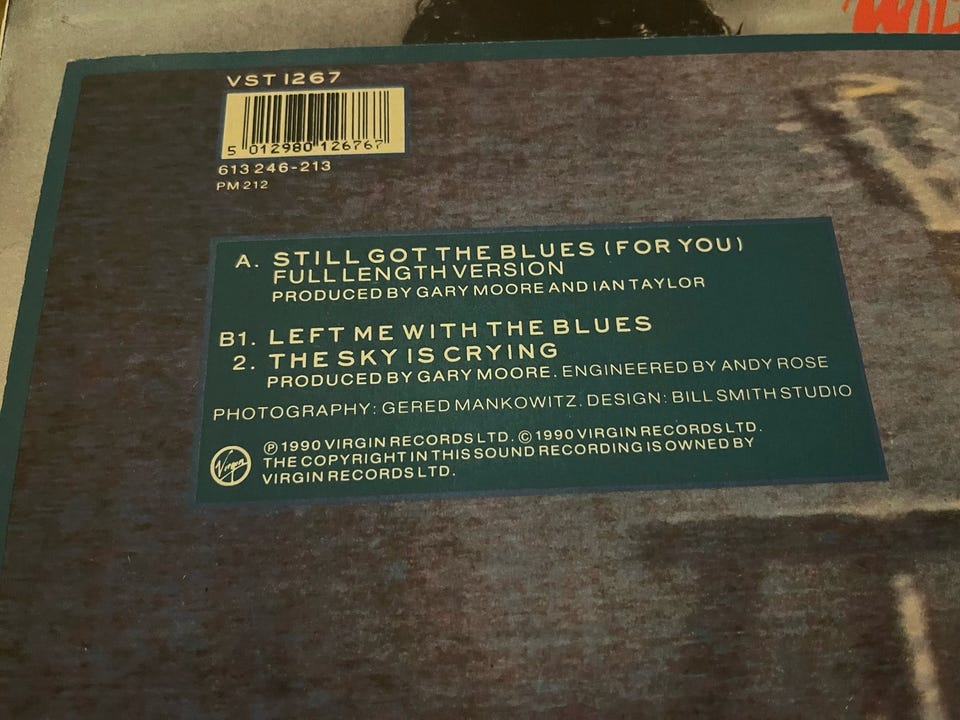 WIL
VST 1267
5 012980 126767
613 246-213
PM 212
A. STILL GOT THE BLUES (FOR YOU)
FULL LENGTH VERSION
PRODUCED BY GARY MOORE AND IAN TAYLOR
B1. LEFT ME WITH THE BLUES
2. THE SKY IS CRYING
PRODUCED BY GARY MOORE. ENGINEERED BY ANDY ROSE
PHOTOGRAPHY: GERED MANKOWITZ. DESIGN: BILL SMITH STUDIO
Virgin
℗ 1990 VIRGIN RECORDS LTD. © 1990 VIRGIN RECORDS LTD.
THE COPYRIGHT IN THIS SOUND RECORDING IS OWNED BY
VIRGIN RECORDS LTD.